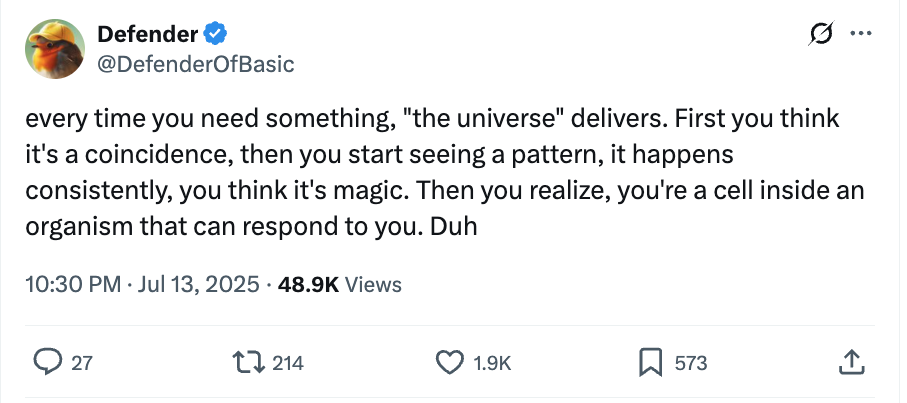 Defender
@DefenderOfBasic
every time you need something, "the universe" delivers. First you think
it's a coincidence, then you start seeing a pattern, it happens
consistently, you think it's magic. Then you realize, you're a cell inside an
organism that can respond to you. Duh
10:30 PM · Jul 13, 2025 · 48.9K Views
27 214 1.9K 573